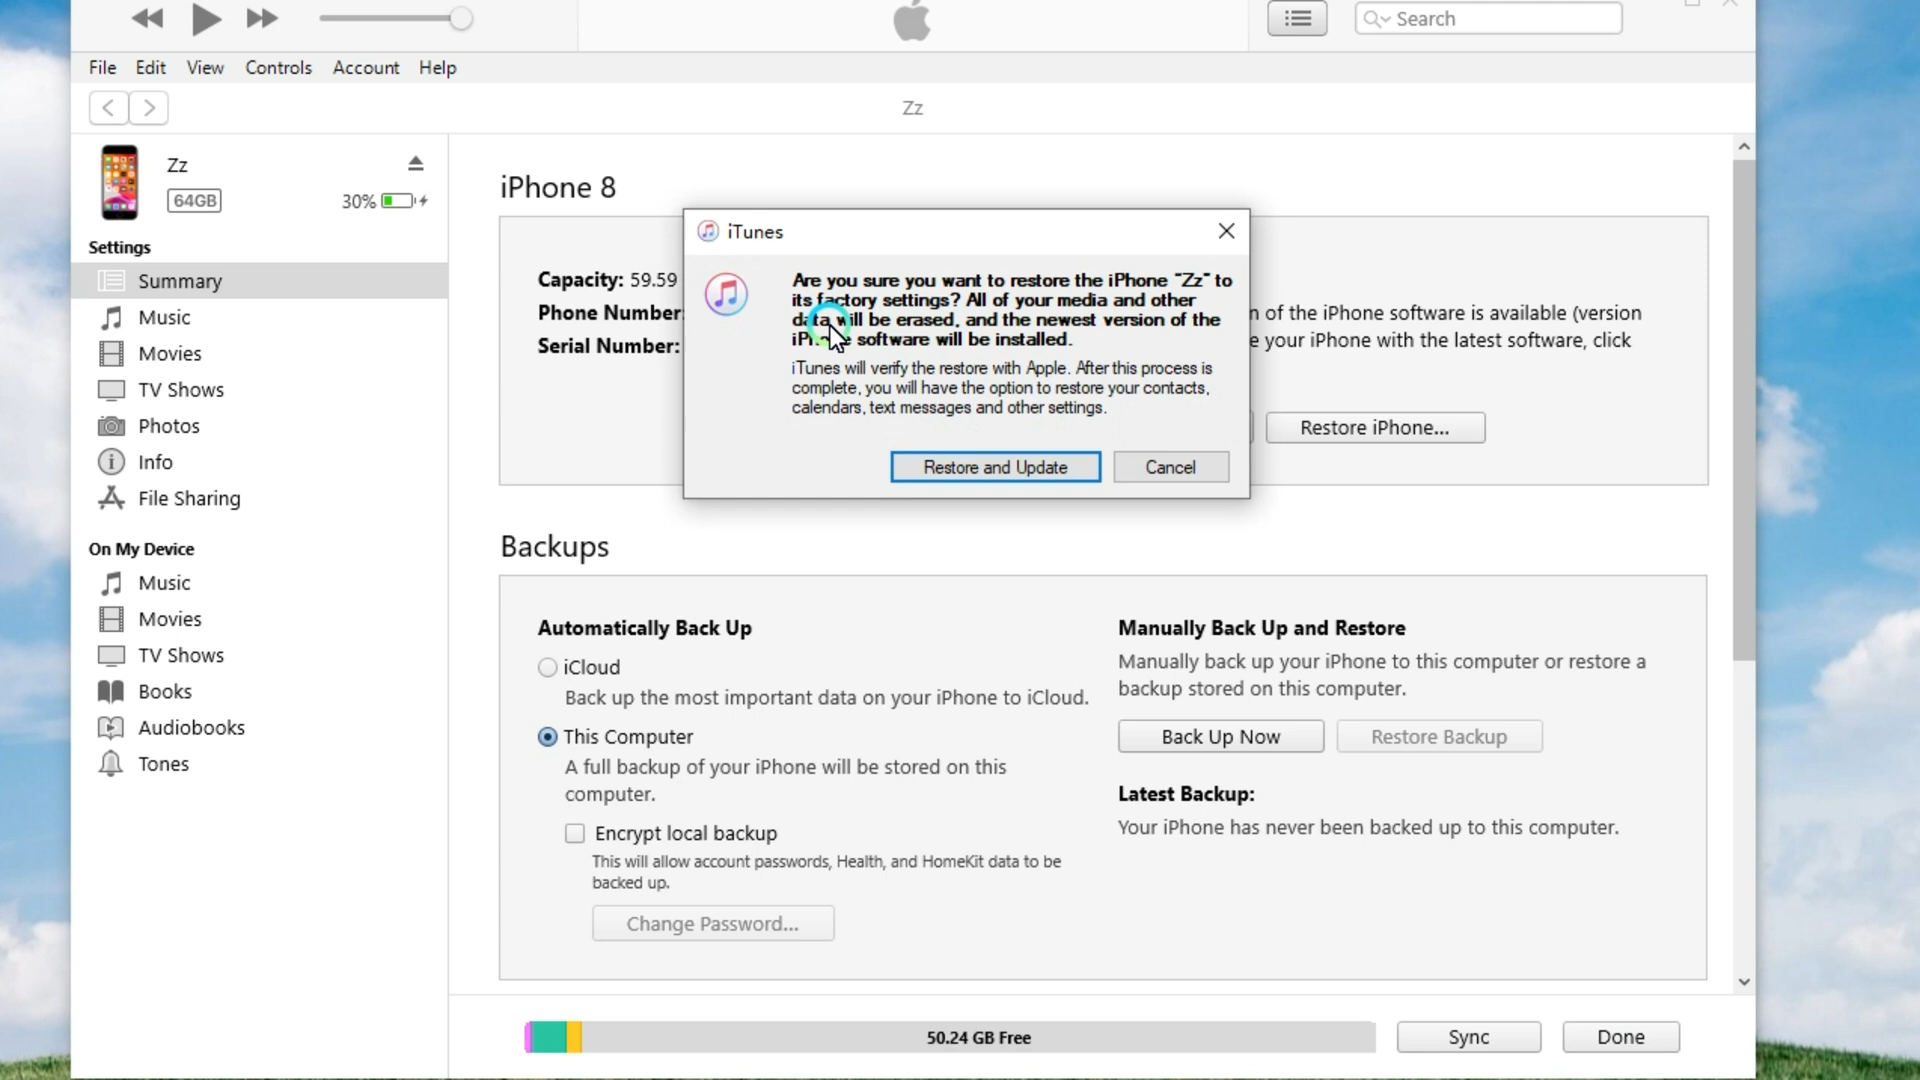 Search
File Edit View Controls Account Help
Zz
Zz
64GB
30%
Settings
Summary
Music
Movies
TV Shows
Photos
Info
File Sharing
On My Device
Music
Movies
TV Shows
Books
Audiobooks
Tones
iPhone 8
Capacity: 59.59
Phone Number:
Serial Number:
n of the iPhone software is available (version
e your iPhone with the latest software, click
Restore iPhone...
iTunes
Are you sure you want to restore the iPhone "Zz" to
its factory settings? All of your media and other
data will be erased, and the newest version of the
iPhone software will be installed.
iTunes will verify the restore with Apple. After this process is
complete, you will have the option to restore your contacts,
calendars, text messages and other settings.
Restore and Update
Cancel
Backups
Automatically Back Up
iCloud
Back up the most important data on your iPhone to iCloud.
This Computer
A full backup of your iPhone will be stored on this
computer.
Encrypt local backup
This will allow account passwords, Health, and HomeKit data to be
backed up.
Change Password...
Manually Back Up and Restore
Manually back up your iPhone to this computer or restore a
backup stored on this computer.
Back Up Now
Restore Backup
Latest Backup:
Your iPhone has never been backed up to this computer.
50.24 GB Free
Sync
Done